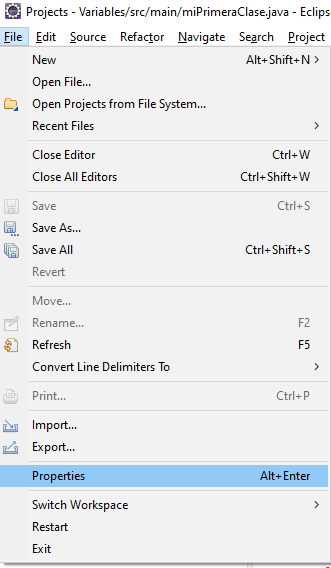 Projects - Variables/src/main/miPrimeraClase.java - Eclips
File Edit Source Refactor Navigate Search Project
New Alt+Shift+N >
Open File...
Open Projects from File System...
Recent Files >
Close Editor Ctrl+W
Close All Editors Ctrl+Shift+W
Save Ctrl+S
Save As...
Save All Ctrl+Shift+S
Revert
Move...
Rename... F2
Refresh F5
Convert Line Delimiters To >
Print... Ctrl+P
Import...
Export...
Properties Alt+Enter
Switch Workspace >
Restart
Exit